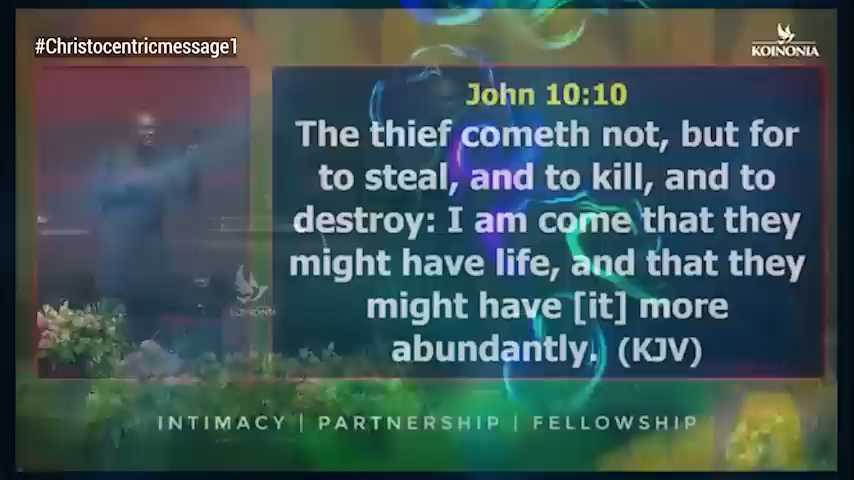 #Christocentricmessage1
KOINONIA
John 10:10
The thief cometh not, but for
to steal, and to kill, and to
destroy: I am come that they
might have life, and that they
might have [it] more
abundantly. (KJV)
KOINONIA
INTIMACY | PARTNERSHIP | FELLOWSHIP